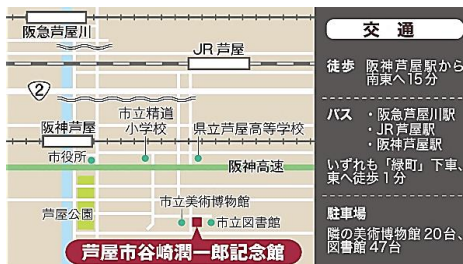 阪急芦屋川
JR芦屋
2
市立精道
小学校
県立芦屋高等学校
阪神芦屋
市役所
阪神高速
芦屋公園
市立美術博物館
市立図書館
芦屋市谷崎潤一郎記念館
交 通
徒歩 阪神芦屋駅から
南東へ15分
バス ・阪急芦屋川駅
・JR芦屋駅
・阪神芦屋駅
いずれも「緑町」下車、
東へ徒歩1分
駐車場
隣の美術博物館20台、
図書館47台